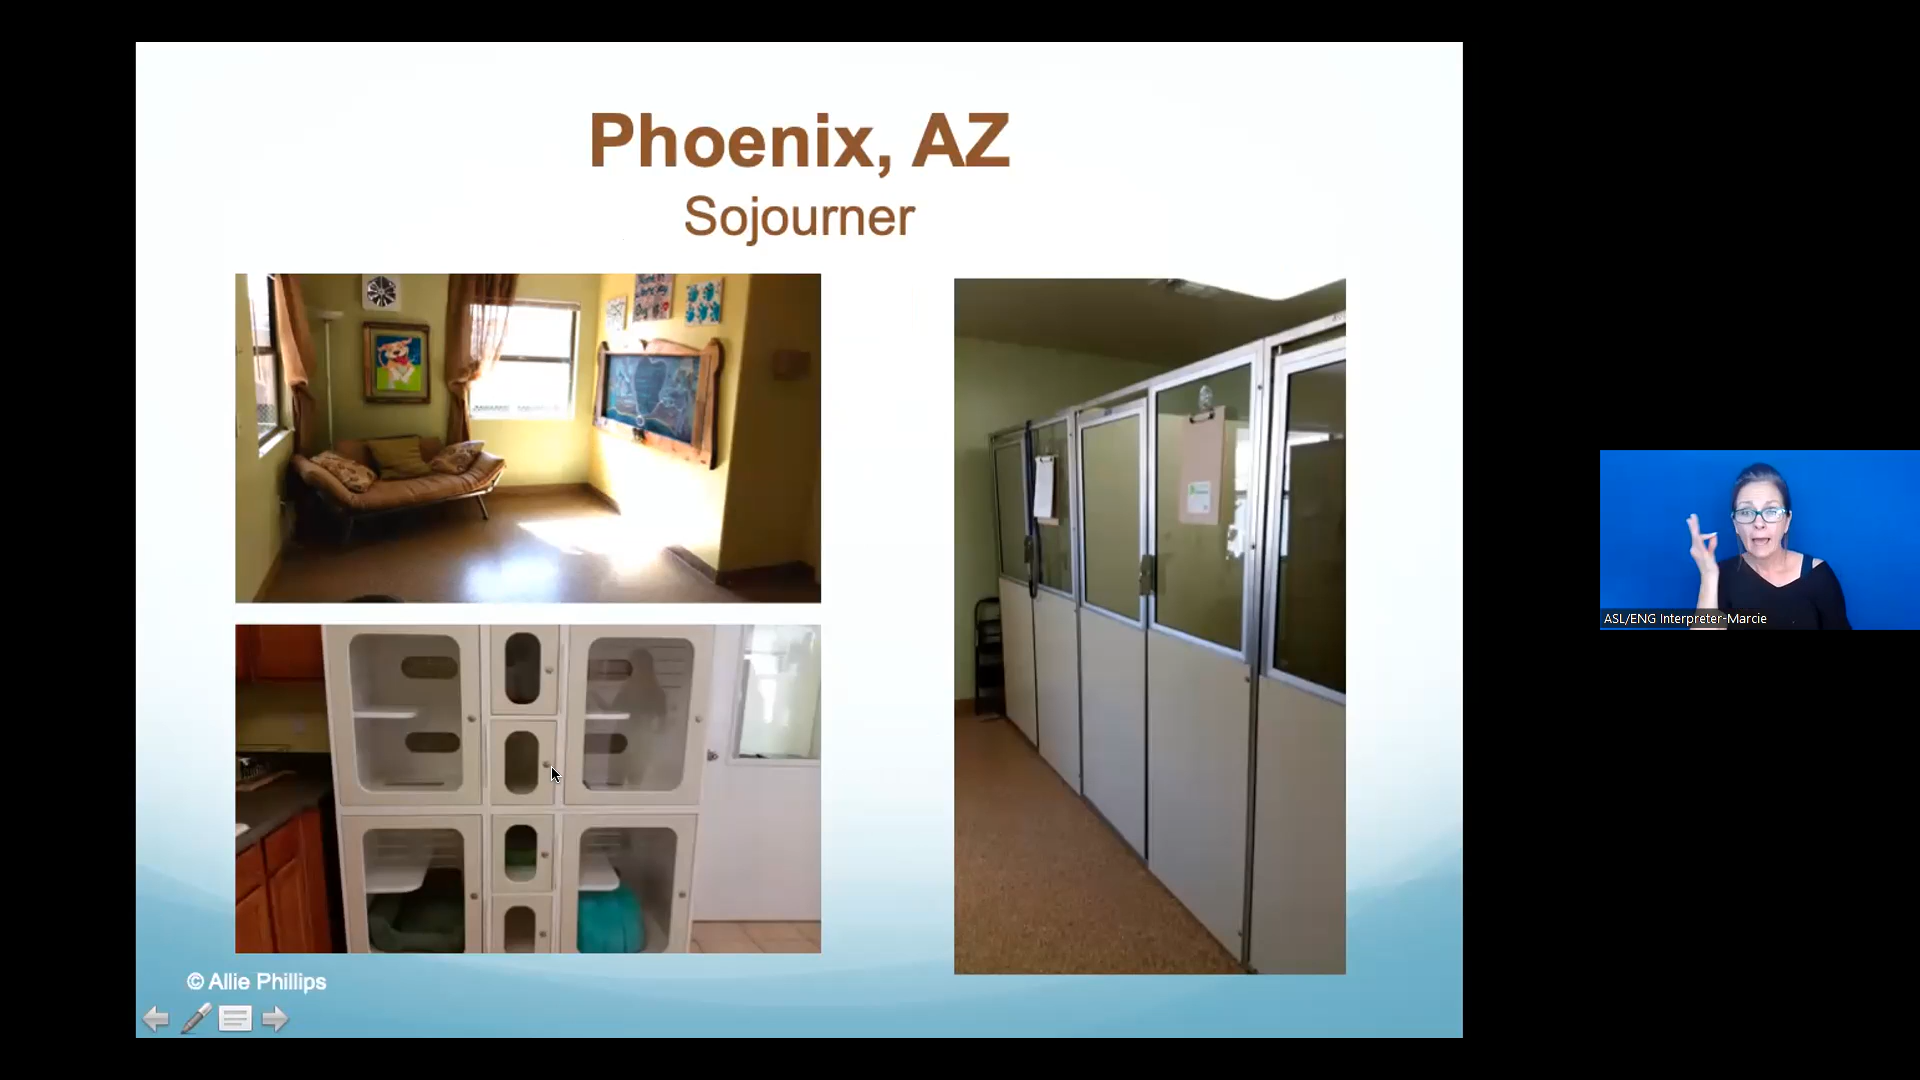 Phoenix, AZ
Sojourner
© Allie Phillips
ASL/ENG Interpreter-Marcie